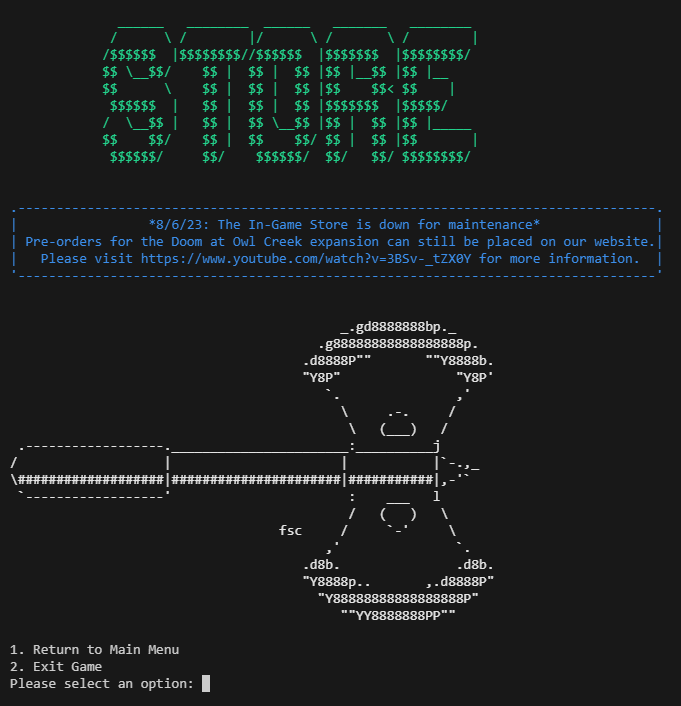 STORE
*8/6/23: The In-Game Store is down for maintenance*
Pre-orders for the Doom at Owl Creek expansion can still be placed on our website.
Please visit https://www.youtube.com/watch?v=3BSv-_tZX0Y for more information.
fsc
1. Return to Main Menu
2. Exit Game
Please select an option: